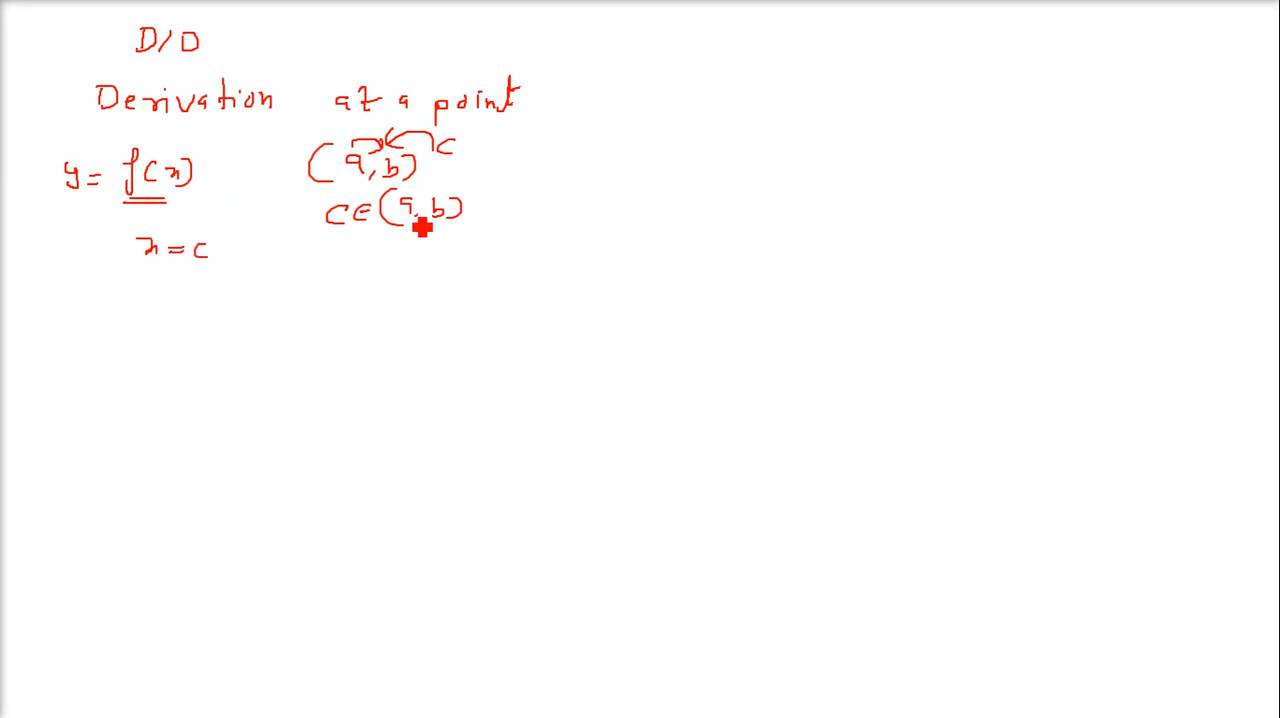 D/D
Derivation at a point
y = f(x) (a, b) c
c ∈ (a, b)
x = c